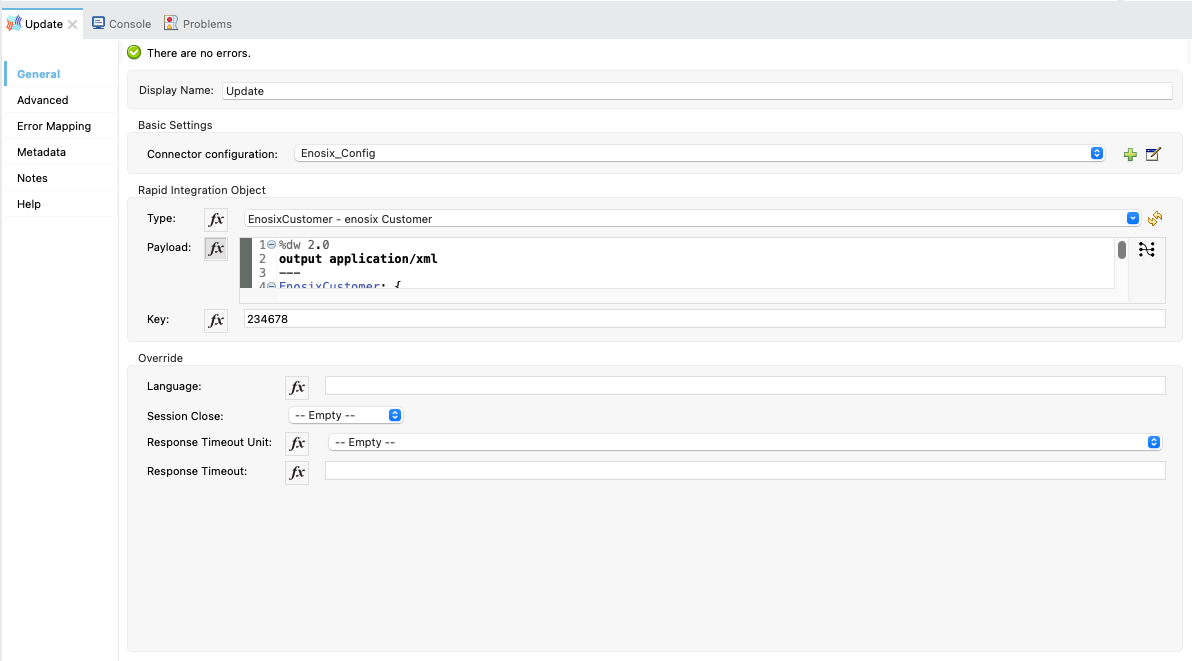 Update Console Problems
There are no errors.
General
Advanced
Error Mapping
Metadata
Notes
Help
Display Name: Update
Basic Settings
Connector configuration: Enosix_Config
Rapid Integration Object
Type: fx EnosixCustomer - enosix Customer
Payload: fx
1 %dw 2.0
2 output application/xml
3 ---
4 EnosixCustomer: {
Key: fx 234678
Override
Language: fx
Session Close: -- Empty --
Response Timeout Unit: fx -- Empty --
Response Timeout: fx